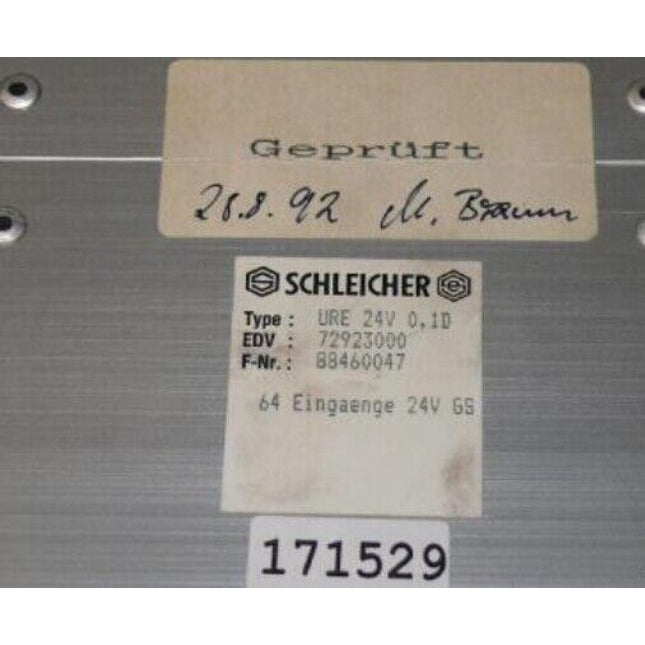 Geprüft
28.8.92 M. Braun
SCHLEICHER
Type : URE 24V 0,1D
EDV : 72923000
F-Nr. : 88460047
64 Eingaenge 24V GS
171529